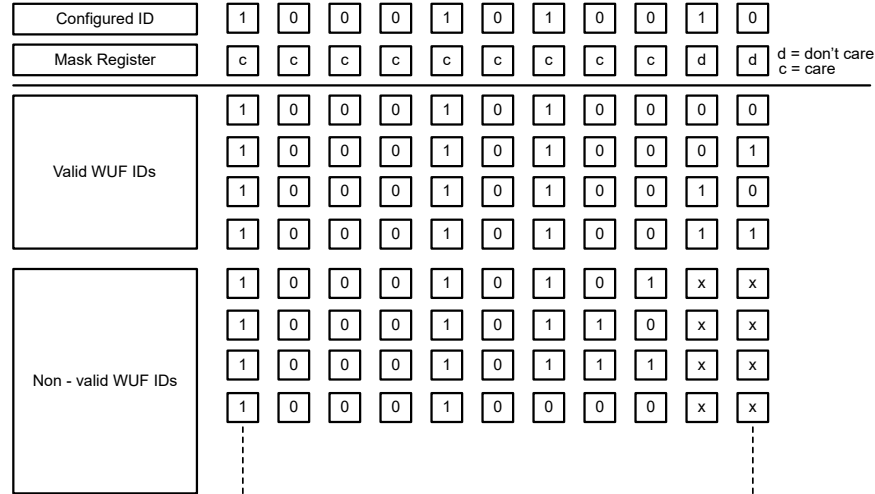 Configured ID 1 0 0 0 1 0 1 0 0 1 0
Mask Register c c c c c c c c c d d d = don't care
c = care
1 0 0 0 1 0 1 0 0 0 0
1 0 0 0 1 0 1 0 0 0 1
Valid WUF IDs
1 0 0 0 1 0 1 0 0 1 0
1 0 0 0 1 0 1 0 0 1 1
1 0 0 0 1 0 1 0 1 x x
1 0 0 0 1 0 1 1 0 x x
1 0 0 0 1 0 1 1 1 x x
Non - valid WUF IDs
1 0 0 0 1 0 0 0 0 x x